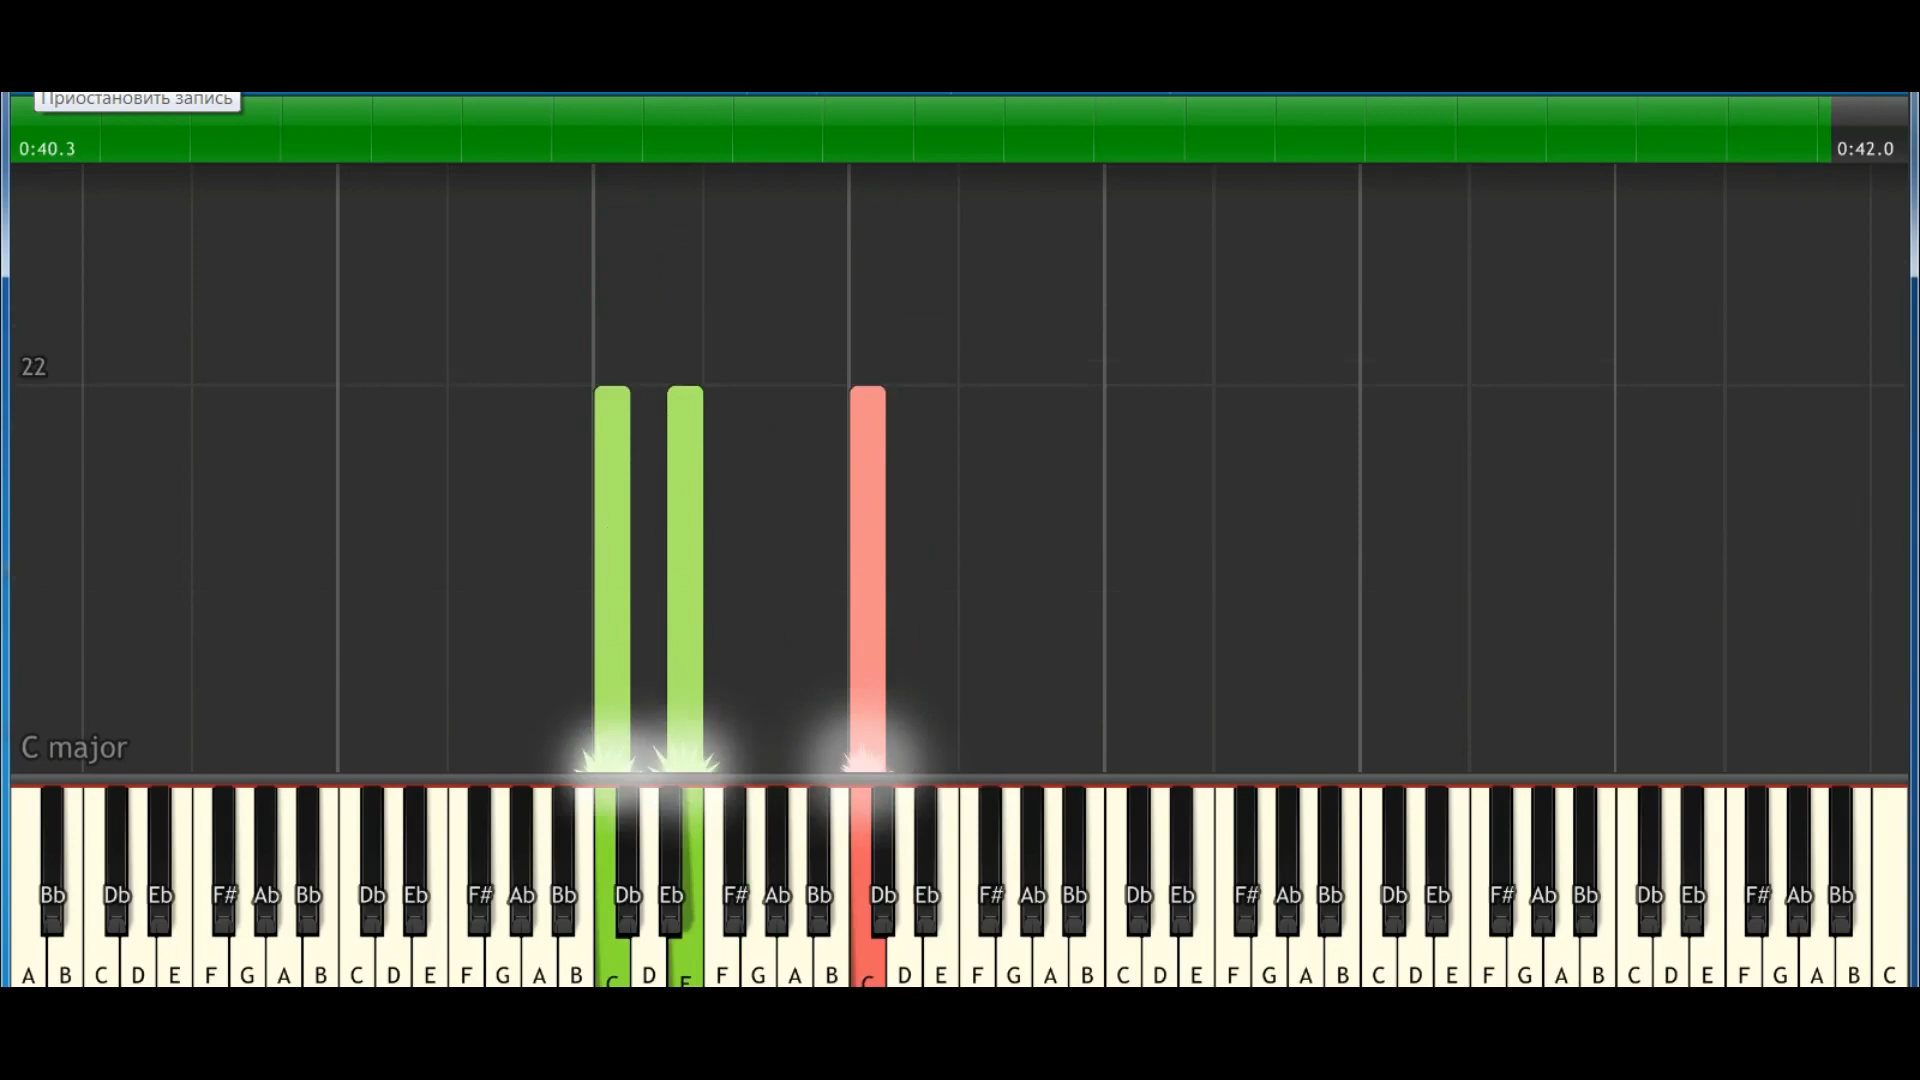 Приостановить запись
0:40.3 0:42.0
22
C major
Bb Db Eb F# Ab Bb Db Eb F# Ab Bb Db Eb F# Ab Bb Db Eb F# Ab Bb Db Eb F# Ab Bb Db Eb F# Ab Bb Db Eb F# Ab Bb
A B C D E F G A B C D E F G A B C D E F G A B C D E F G A B C D E F G A B C D E F G A B C D E F G A B C